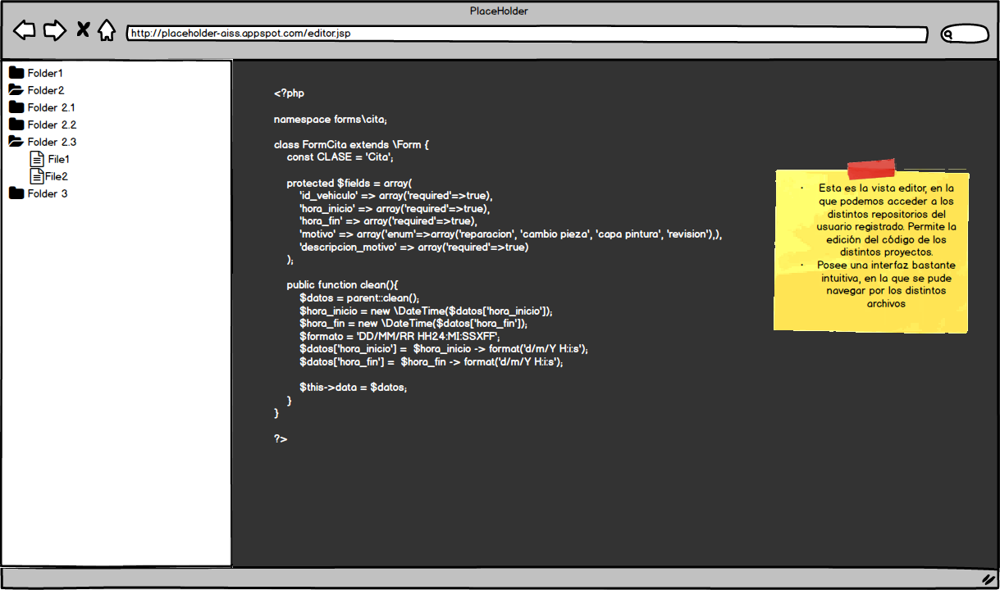 PlaceHolder
http://placeholder-aiss.appspot.com/editor.jsp
Folder1
Folder2
Folder 2.1
Folder 2.2
Folder 2.3
File1
File2
Folder 3
<?php
namespace forms\cita;
class FormCita extends \Form {
const CLASE = 'Cita';
protected $fields = array(
'id_vehiculo' => array('required'=>true),
'hora_inicio' => array('required'=>true),
'hora_fin' => array('required'=>true),
'motivo' => array('enum'=>array('reparacion', 'cambio pieza', 'capa pintura', 'revision'),),
'descripcion_motivo' => array('required'=>true)
);
public function clean(){
$datos = parent::clean();
$hora_inicio = new \DateTime($datos['hora_inicio']);
$hora_fin = new \DateTime($datos['hora_fin']);
$formato = 'DD/MM/RR HH24:MI:SSXFF';
$datos['hora_inicio'] =  $hora_inicio -> format('d/m/Y H:i:s');
$datos['hora_fin'] =  $hora_fin -> format('d/m/Y H:i:s');
$this->data = $datos;
}
}
?>
· Esta es la vista editor, en la
que podemos acceder a los
distintos repositorios del
usuario registrado. Permite la
edición del código de los
distintos proyectos.
· Posee una interfaz bastante
intuitiva, en la que se pude
navegar por los distintos
archivos